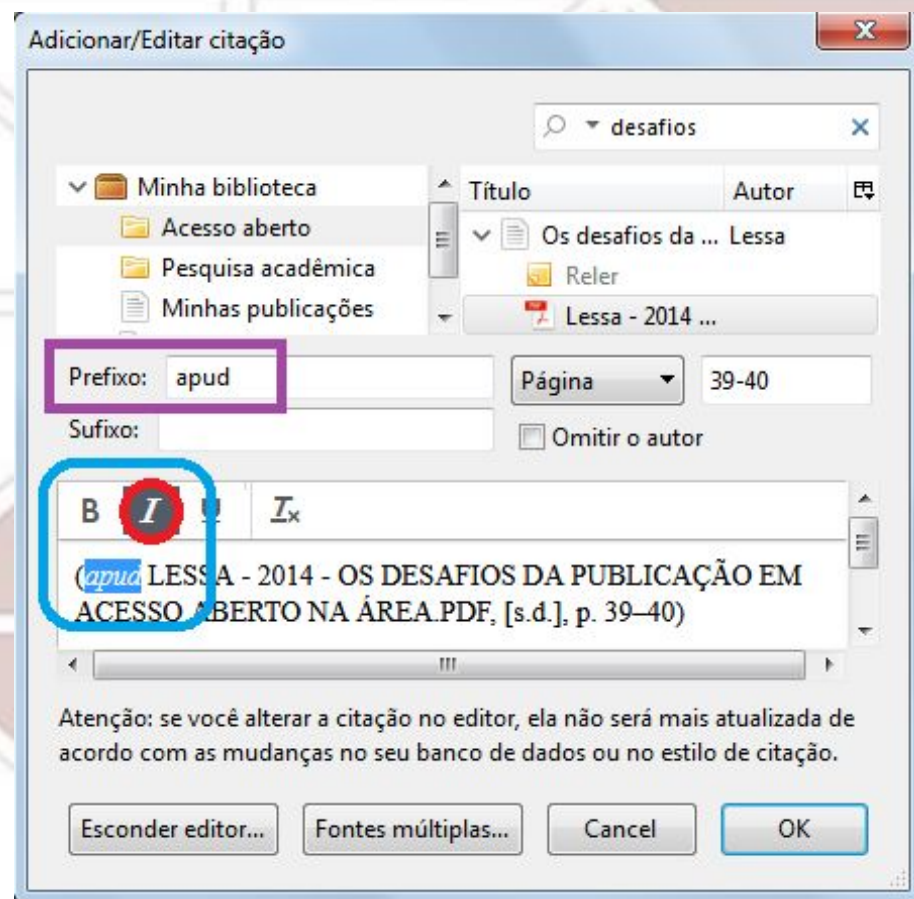 Adicionar/Editar citação
desafios
Minha biblioteca
Acesso aberto
Pesquisa acadêmica
Minhas publicações
Título Autor
Os desafios da ... Lessa
Reler
Lessa - 2014 ...
Prefixo: apud Página 39-40
Sufixo: Omitir o autor
B I U Tx
(apud LESSA - 2014 - OS DESAFIOS DA PUBLICAÇÃO EM
ACESSO ABERTO NA ÁREA.PDF, [s.d.], p. 39–40)
Atenção: se você alterar a citação no editor, ela não será mais atualizada de
acordo com as mudanças no seu banco de dados ou no estilo de citação.
Esconder editor... Fontes múltiplas... Cancel OK